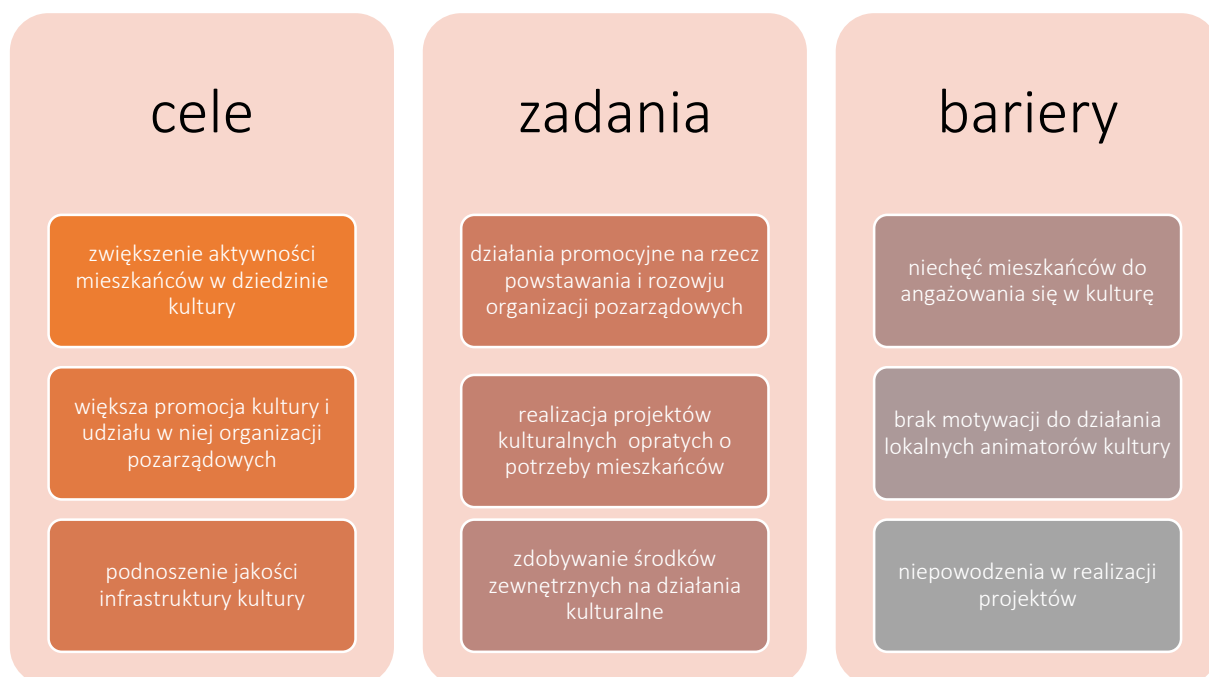 cele
zwiększenie aktywności
mieszkańców w dziedzinie
kultury
większa promocja kultury i
udziału w niej organizacji
pozarządowych
podnoszenie jakości
infrastruktury kultury
zadania
działania promocyjne na rzecz
powstawania i rozowju
organizacji pozarządowych
realizacja projektów
kulturalnych opratych o
potrzeby mieszkańców
zdobywanie środków
zewnętrznych na działania
kulturalne
bariery
niechęć mieszkańców do
angażowania się w kulturę
brak motywacji do działania
lokalnych animatorów kultury
niepowodzenia w realizacji
projektów